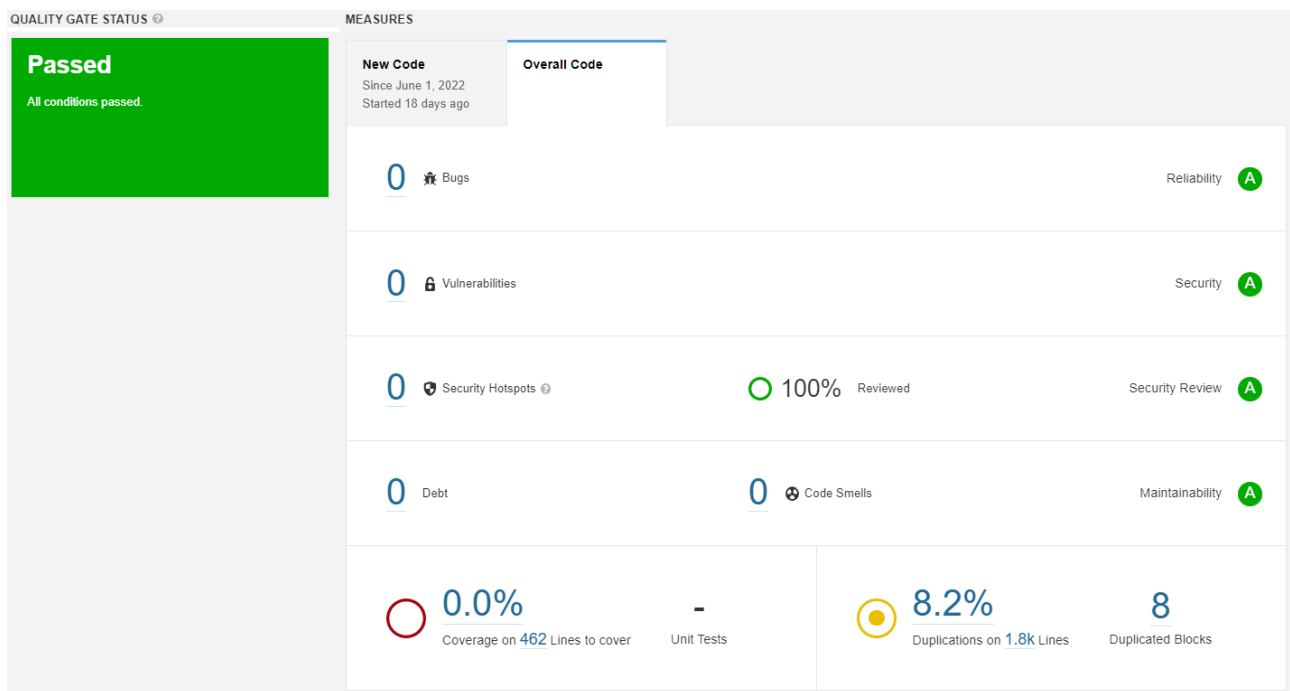 QUALITY GATE STATUS
MEASURES
Passed
All conditions passed.
New Code
Since June 1, 2022
Started 18 days ago
Overall Code
0 Bugs
Reliability A
0 Vulnerabilities
Security A
0 Security Hotspots ?
100% Reviewed
Security Review A
0 Debt
0 Code Smells
Maintainability A
0.0%
Coverage on 462 Lines to cover
-
Unit Tests
8.2%
Duplications on 1.8k Lines
8
Duplicated Blocks